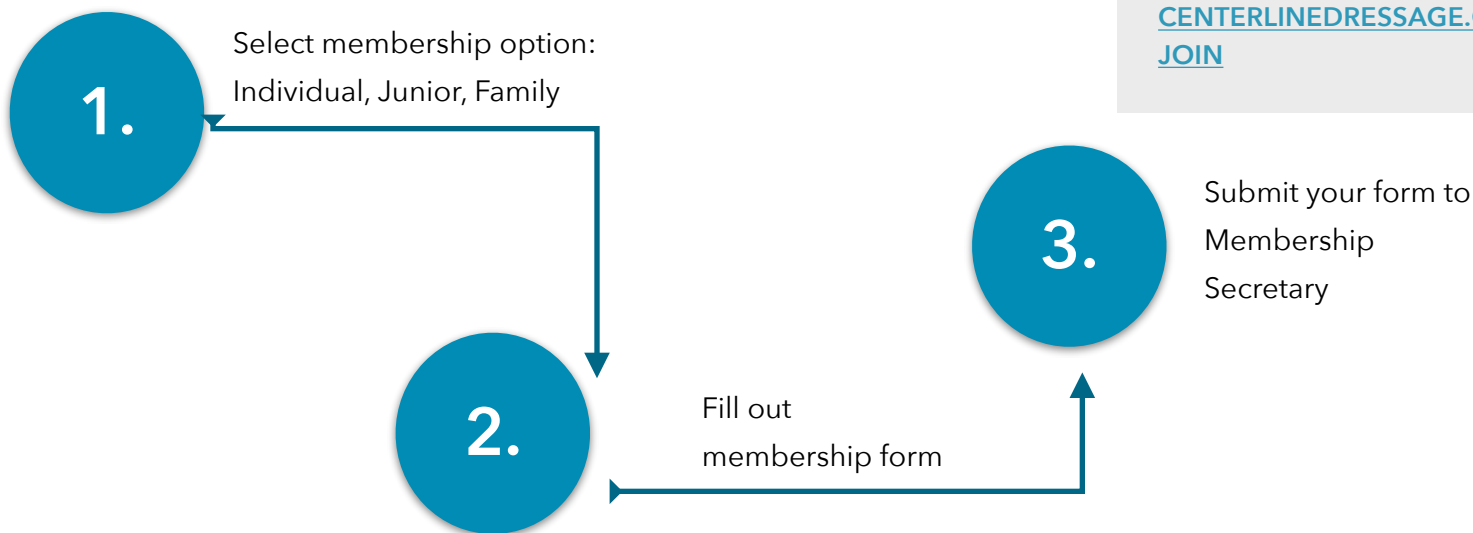 CENTERLINEDRESSAGE.
JOIN
1.
Select membership option:
Individual, Junior, Family
2.
Fill out
membership form
3.
Submit your form to
Membership
Secretary